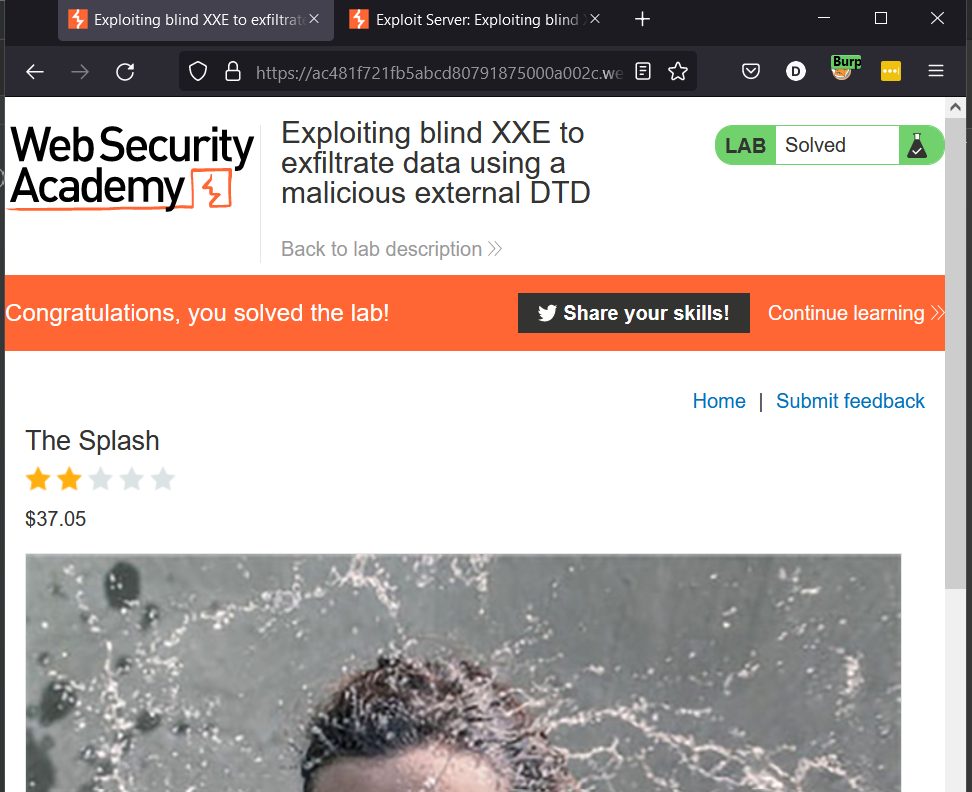 Exploiting blind XXE to exfiltrate
Exploit Server: Exploiting blind
https://ac481f721fb5abcd80791875000a002c.we
Burp
D
Web Security
Academy
Exploiting blind XXE to
exfiltrate data using a
malicious external DTD
Back to lab description
LAB
Solved
Congratulations, you solved the lab!
Share your skills!
Continue learning
Home | Submit feedback
The Splash
$37.05